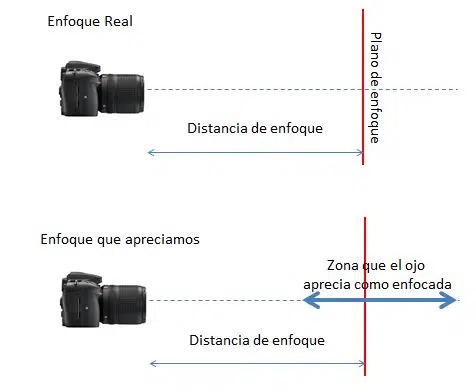 Enfoque Real
Plano de enfoque
Distancia de enfoque
Enfoque que apreciamos
Zona que el ojo
aprecia como enfocada
Distancia de enfoque